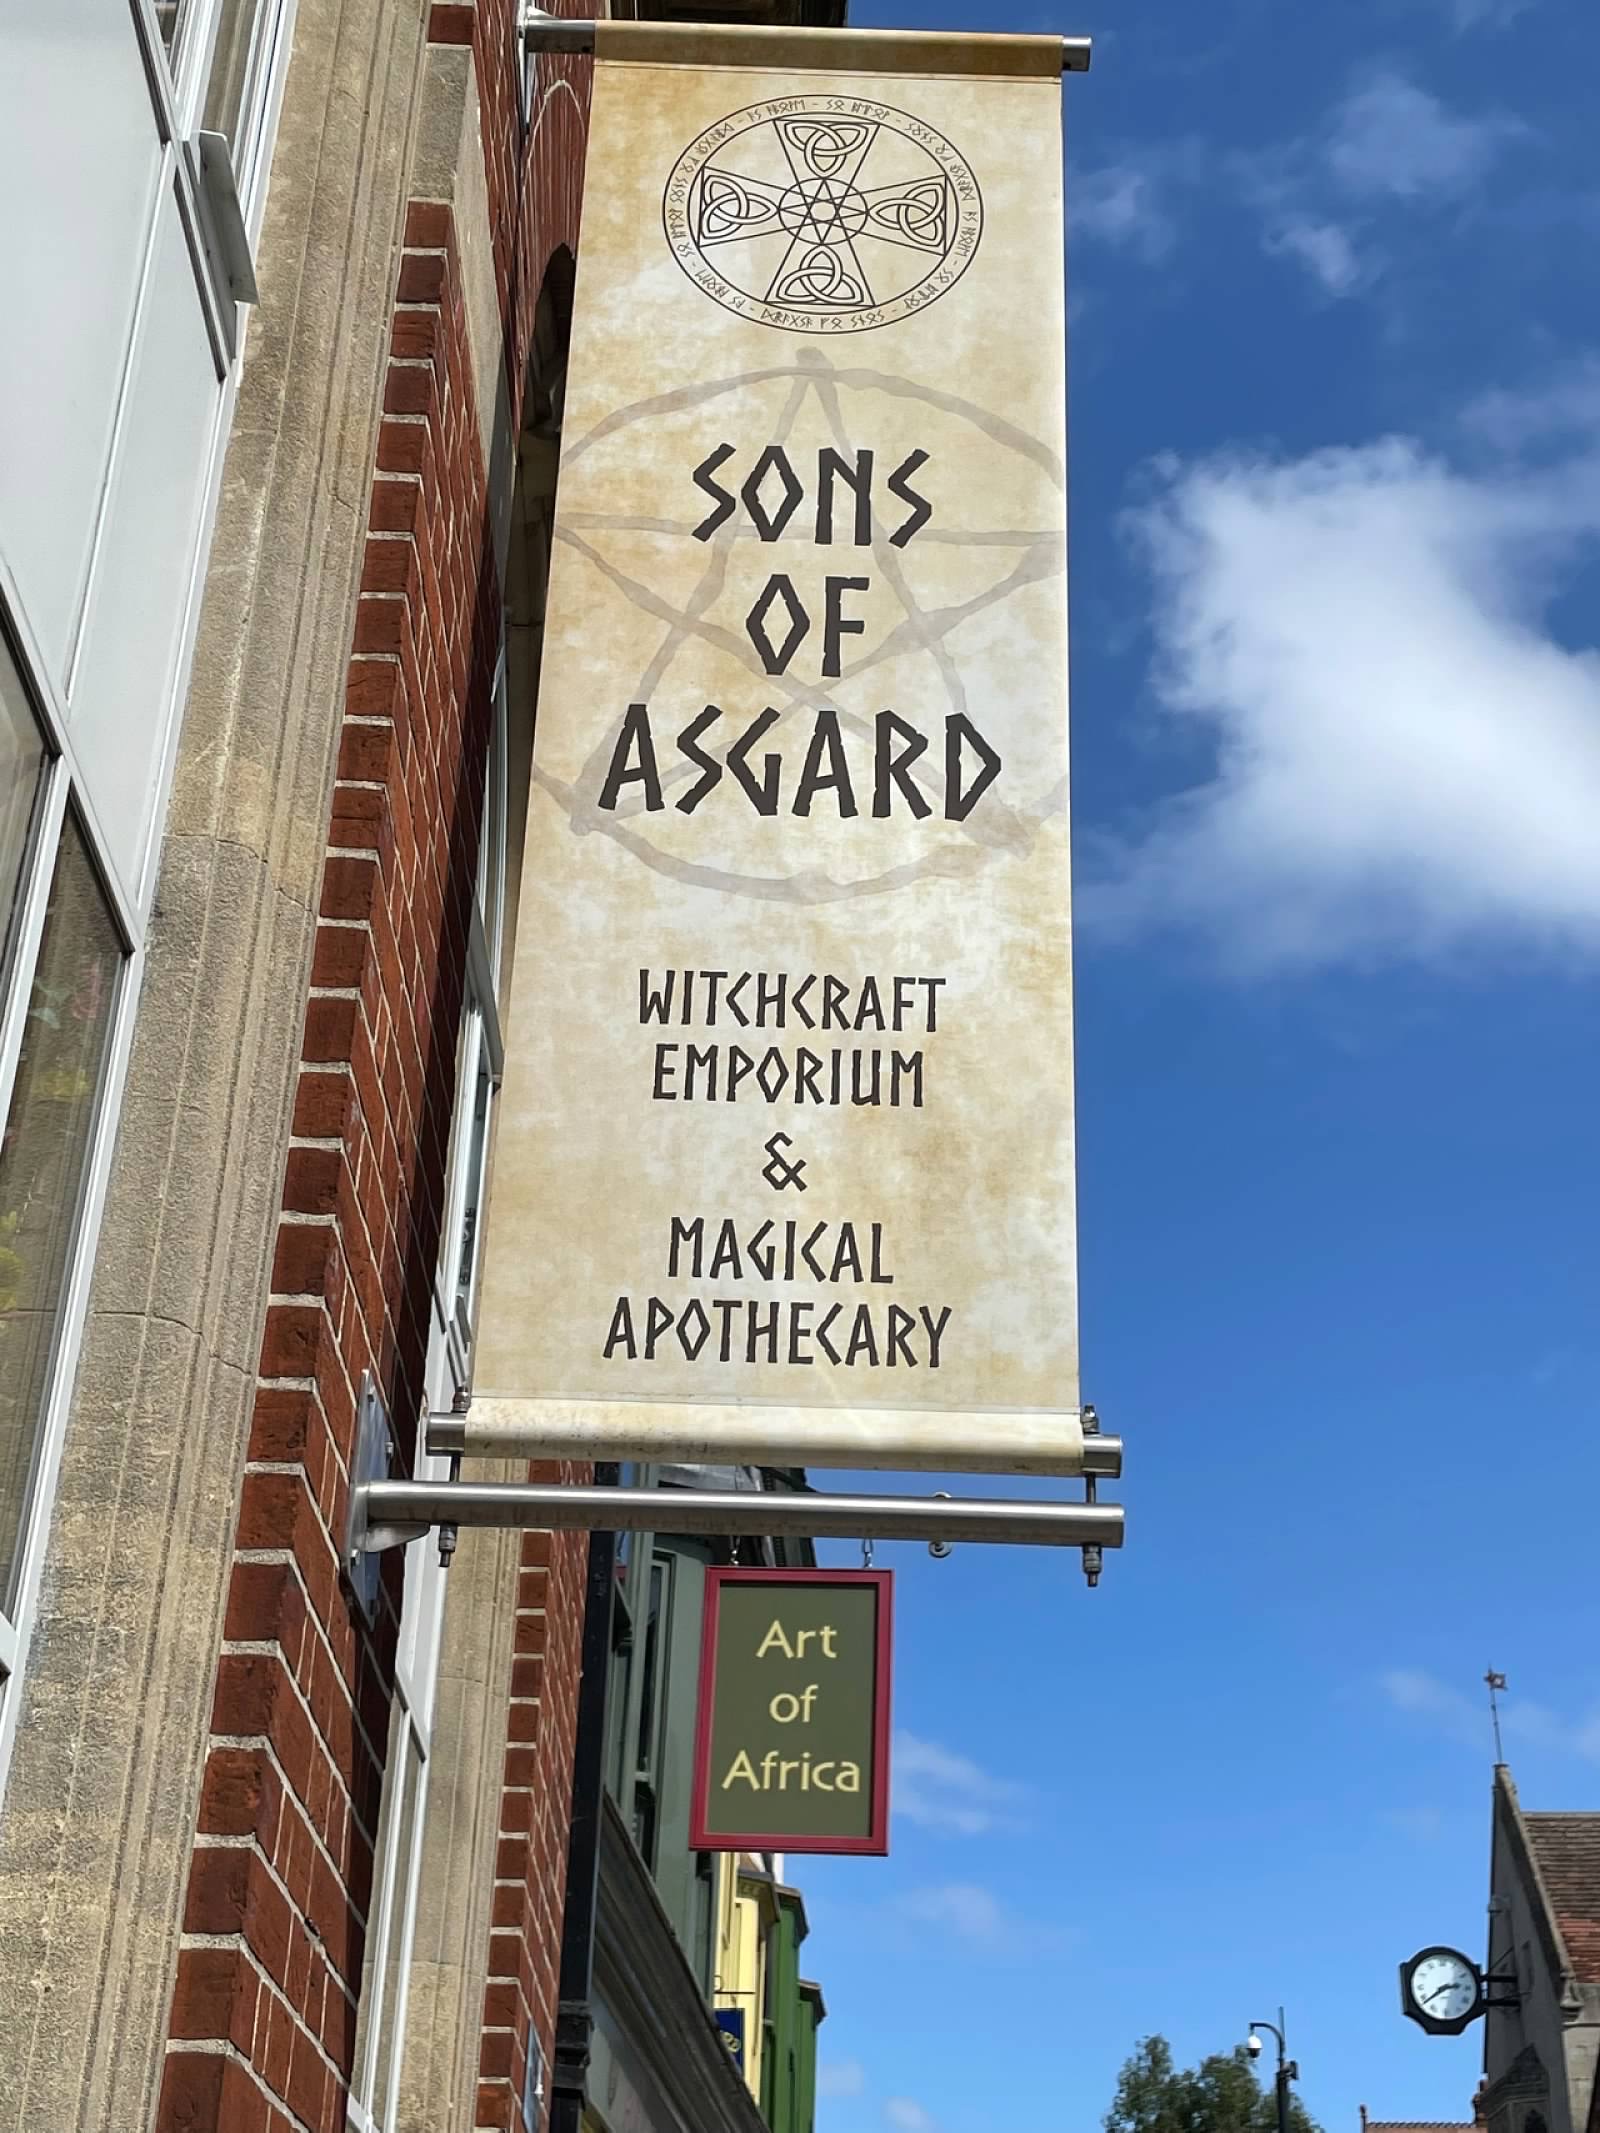 SONS
OF
ASGARD
WITCHCRAFT
EMPORIUM
&
MAGICAL
APOTHECARY
Art
of
Africa